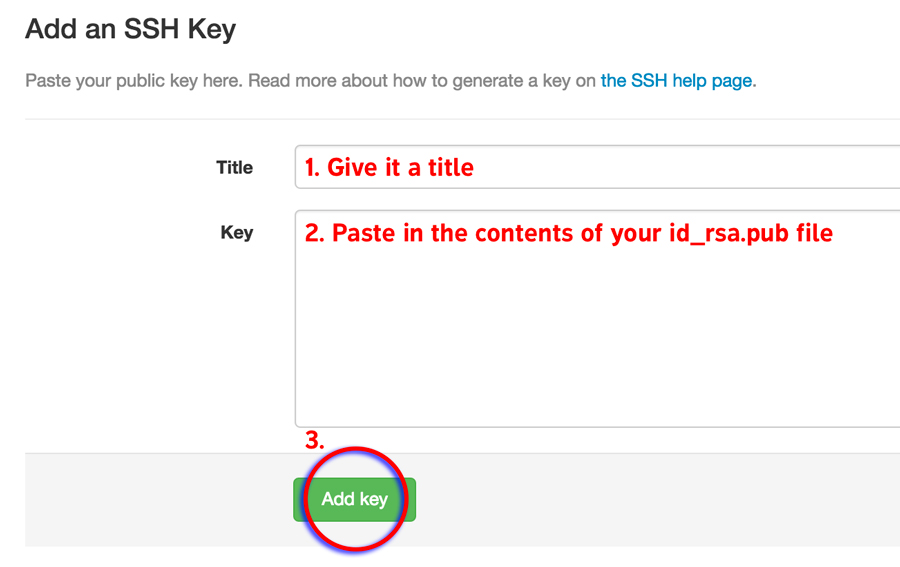 Add an SSH Key
Paste your public key here. Read more about how to generate a key on the SSH help page.
Title
1. Give it a title
Key
2. Paste in the contents of your id_rsa.pub file
3.
Add key